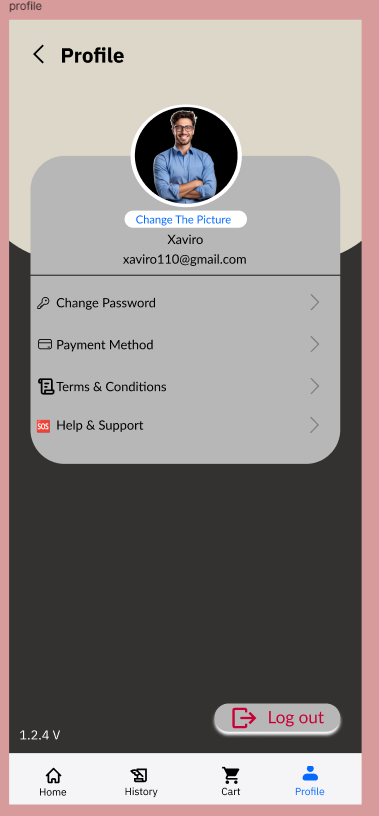 profile
Profile
Change The Picture
Xaviro
xaviro110@gmail.com
Change Password
Payment Method
Terms & Conditions
SOS Help & Support
Log out
1.2.4 V
Home History Cart Profile